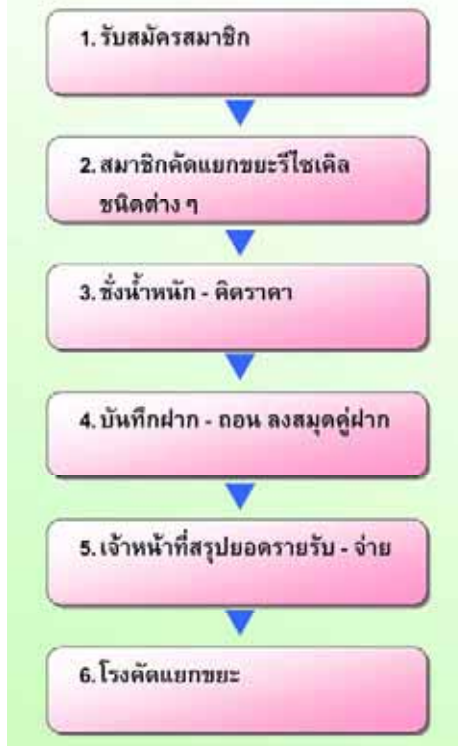 1. รับสมัครสมาชิก
2. สมาชิกคัดแยกขยะรีไซเคิล
ชนิดต่าง ๆ
3. ชั่งน้ำหนัก - คิดราคา
4. บันทึกฝาก - ถอน ลงสมุดคู่ฝาก
5. เจ้าหน้าที่สรุปยอดรายรับ - จ่าย
6. โรงคัดแยกขยะ